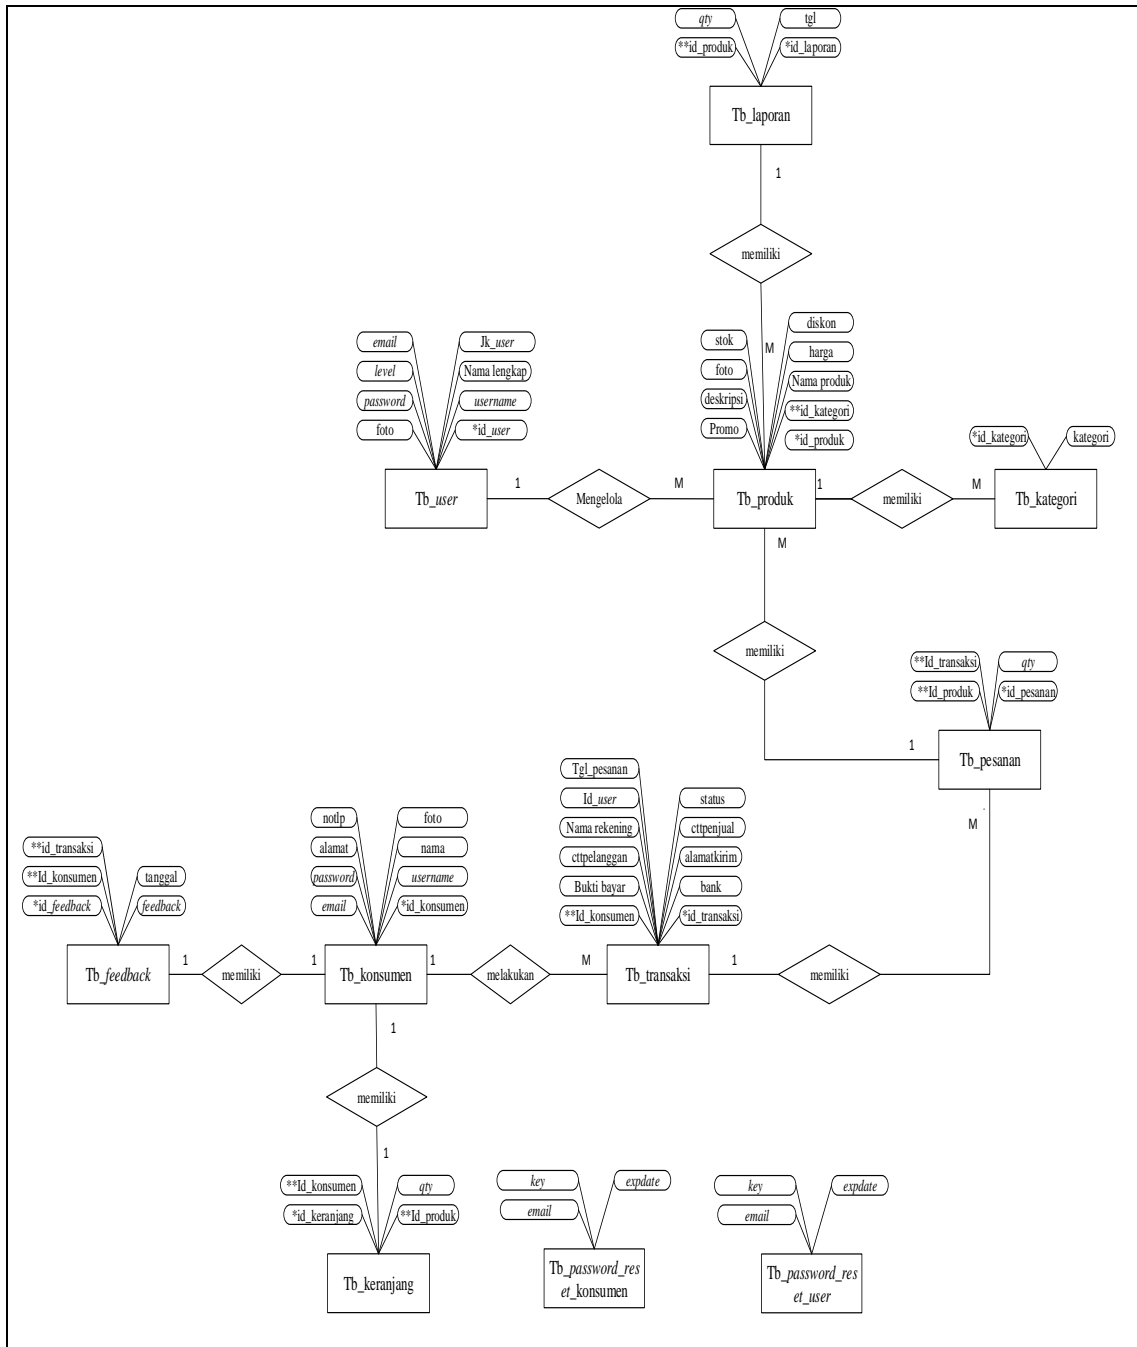 qty
tgl
**id_produk
*id_laporan
Tb_laporan
1
memiliki
M
email
level
password
foto
Jk_user
Nama lengkap
username
*id_user
Tb_user
1
Mengelola
M
stok
foto
deskripsi
Promo
diskon
harga
Nama produk
**id_kategori
*id_produk
Tb_produk
1
memiliki
M
*id_kategori
kategori
Tb_kategori
M
memiliki
1
**Id_transaksi
qty
**Id_produk
*id_pesanan
Tb_pesanan
M
**id_transaksi
**Id_konsumen
*id_feedback
tanggal
feedback
Tb_feedback
1
memiliki
1
notlp
alamat
password
email
foto
nama
username
*id_konsumen
Tb_konsumen
1
melakukan
M
Tgl_pesanan
Id_user
Nama rekening
cttpelanggan
Bukti bayar
**Id_konsumen
status
cttpenjual
alamatkirim
bank
*id_transaksi
Tb_transaksi
1
memiliki
1
memiliki
1
**Id_konsumen
qty
*id_keranjang
**Id_produk
Tb_keranjang
key
expdate
email
Tb_password_res
et_konsumen
key
expdate
email
Tb_password_res
et_user